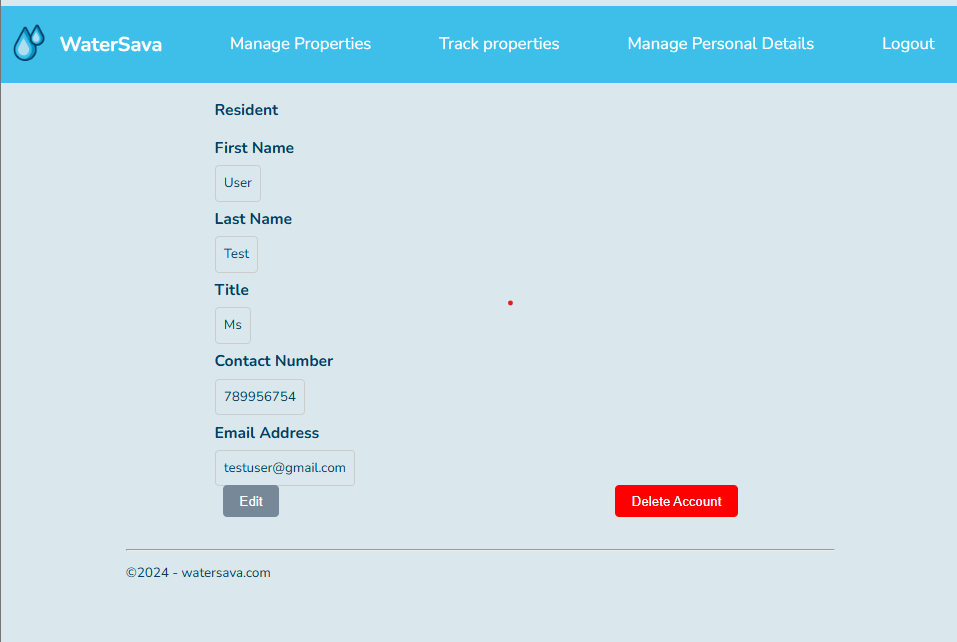 WaterSava Manage Properties Track properties Manage Personal Details Logout
Resident
First Name
User
Last Name
Test
Title
Ms
Contact Number
789956754
Email Address
testuser@gmail.com
Edit Delete Account
©2024 - watersava.com